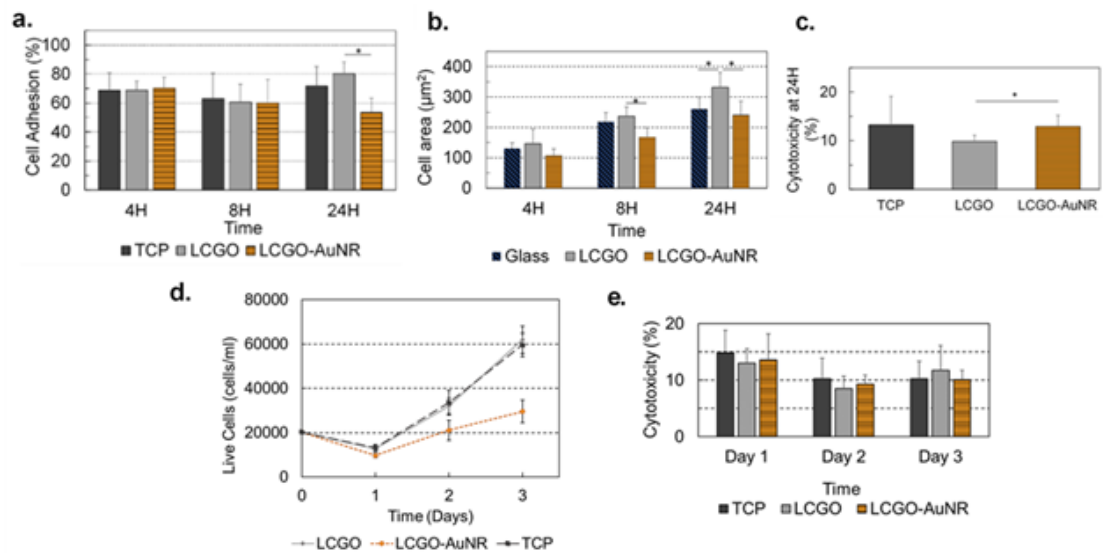 a.
Cell Adhesion (%)
100
80
60
40
20
0
*
4H 8H 24H
Time
TCP LCGO LCGO-AuNR
b.
Cell area (μm²)
400
300
200
100
0
* * *
4H 8H 24H
Time
Glass LCGO LCGO-AuNR
c.
Cytotoxicity at 24H
(%)
20
10
0
*
TCP LCGO LCGO-AuNR
d.
Live Cells (cells/ml)
80000
60000
40000
20000
0
0 1 2 3
Time (Days)
LCGO LCGO-AuNR TCP
e.
Cytotoxicity (%)
20
10
0
Day 1 Day 2 Day 3
Time
TCP LCGO LCGO-AuNR